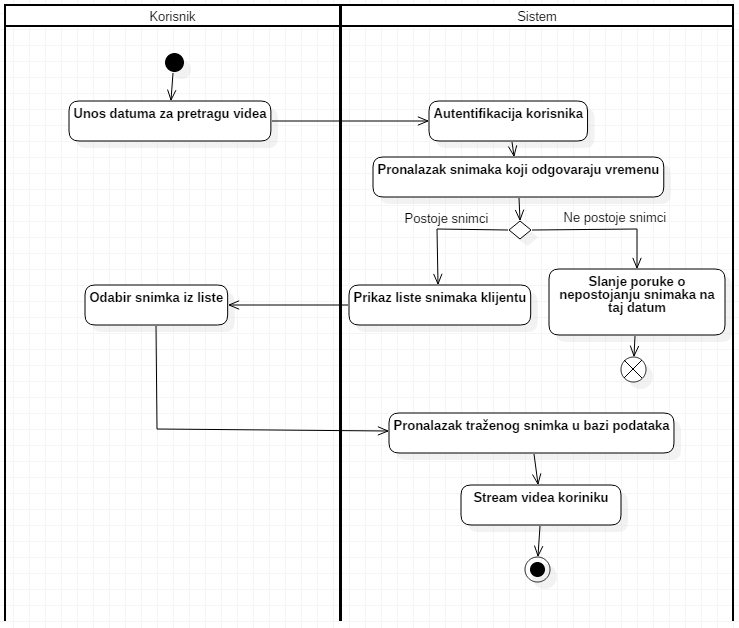 Korisnik
Sistem
Unos datuma za pretragu videa
Autentifikacija korisnika
Pronalazak snimaka koji odgovaraju vremenu
Postoje snimci
Ne postoje snimci
Odabir snimka iz liste
Prikaz liste snimaka klijentu
Slanje poruke o
nepostojanju snimaka na
taj datum
Pronalazak traženog snimka u bazi podataka
Stream videa koriniku